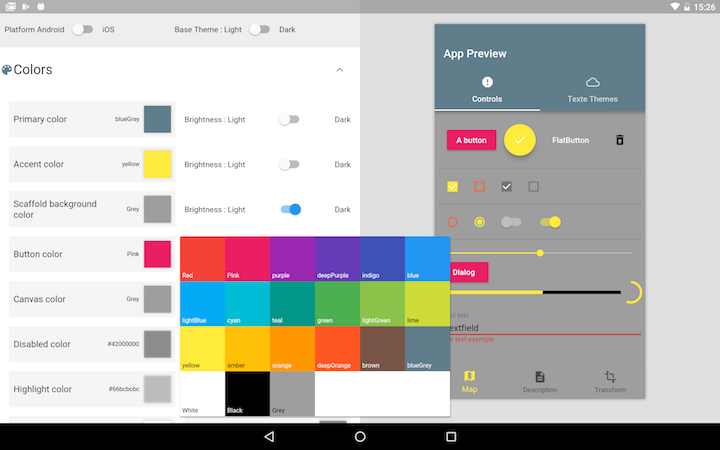 15:26
Platform Android iOS Base Theme : Light Dark
Colors
Primary color blueGrey Brightness : Light Dark
Accent color yellow Brightness : Light Dark
Scaffold background
color Grey Brightness : Light Dark
Button color Pink
Canvas color Grey
Disabled color #42000000
Highlight color #66bcbcbc
Red Pink purple deepPurple indigo blue
lightBlue cyan teal green lightGreen lime
yellow amber orange deepOrange brown blueGrey
White Black Grey
App Preview
Controls Texte Themes
A button FlatButton
Dialog
el text
extfield
r text example
Map Description Transform